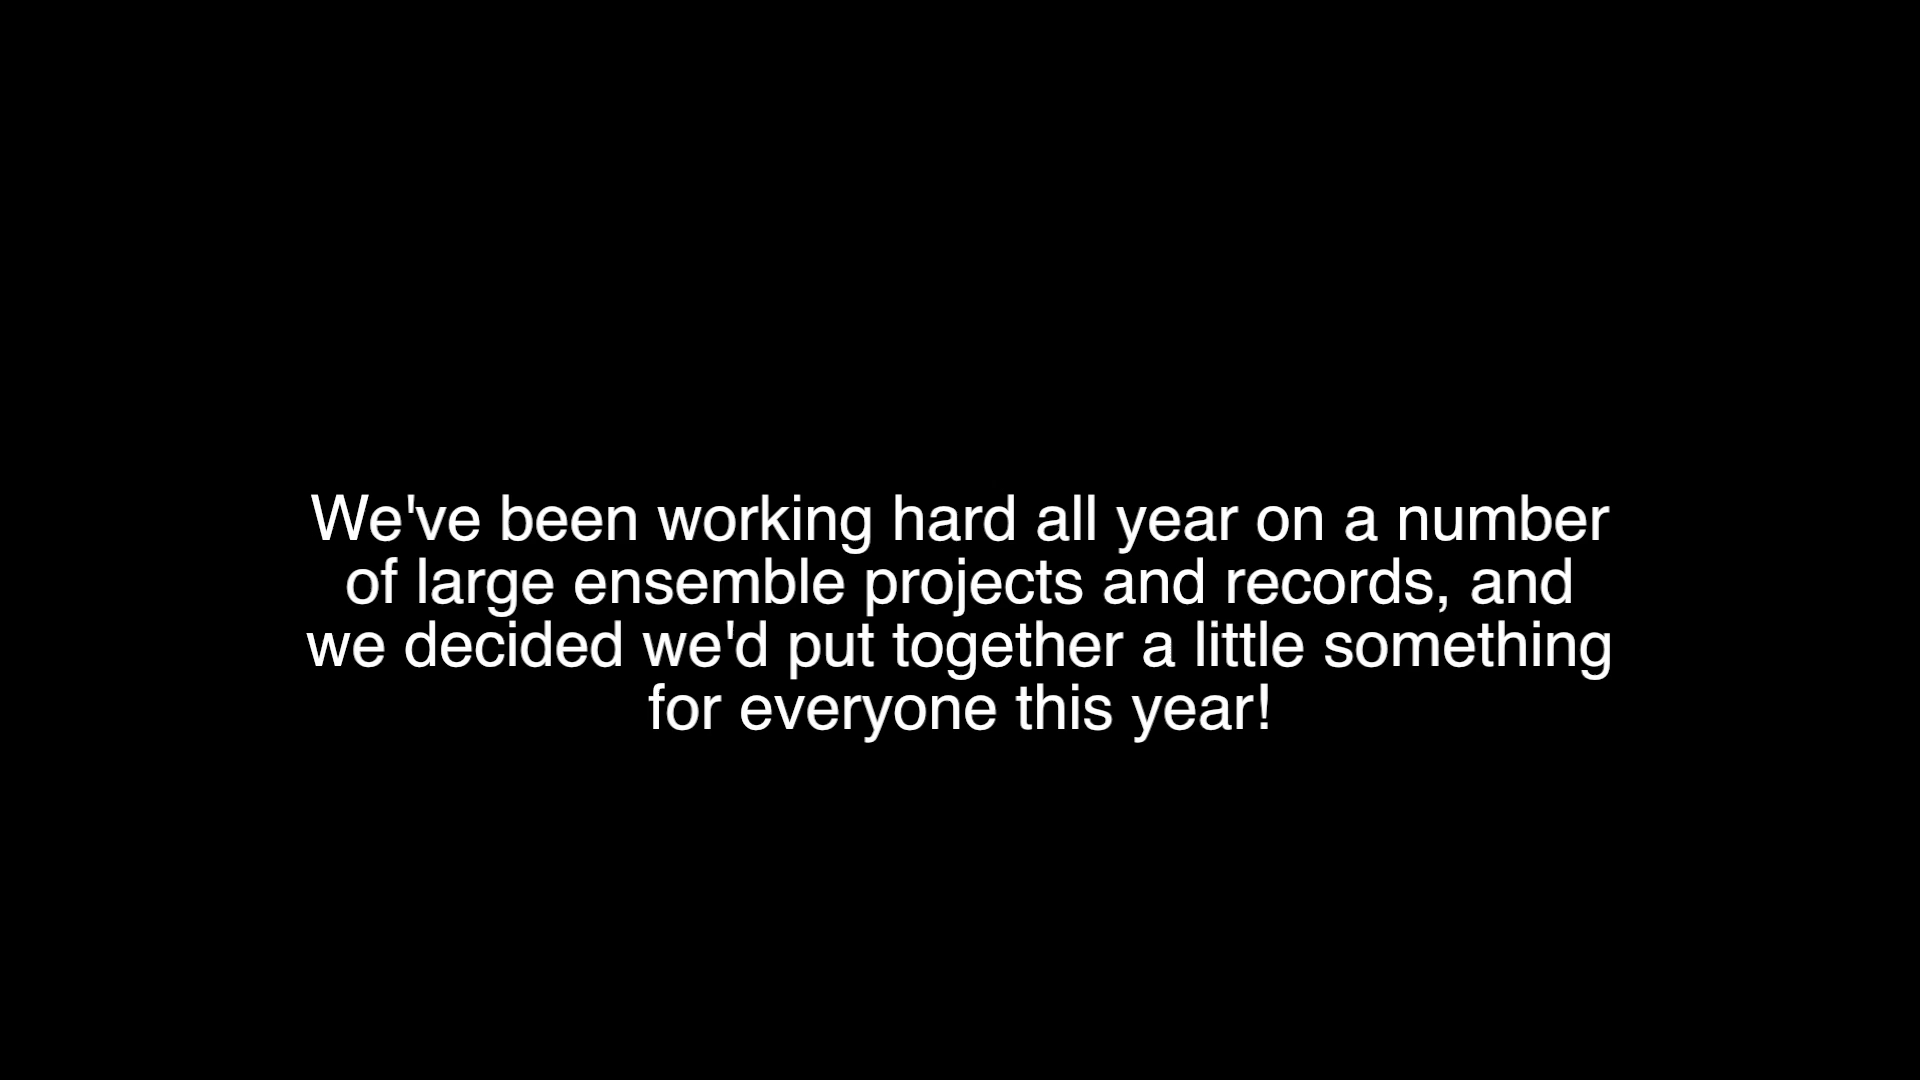 We've been working hard all year on a number
of large ensemble projects and records, and
we decided we'd put together a little something
for everyone this year!